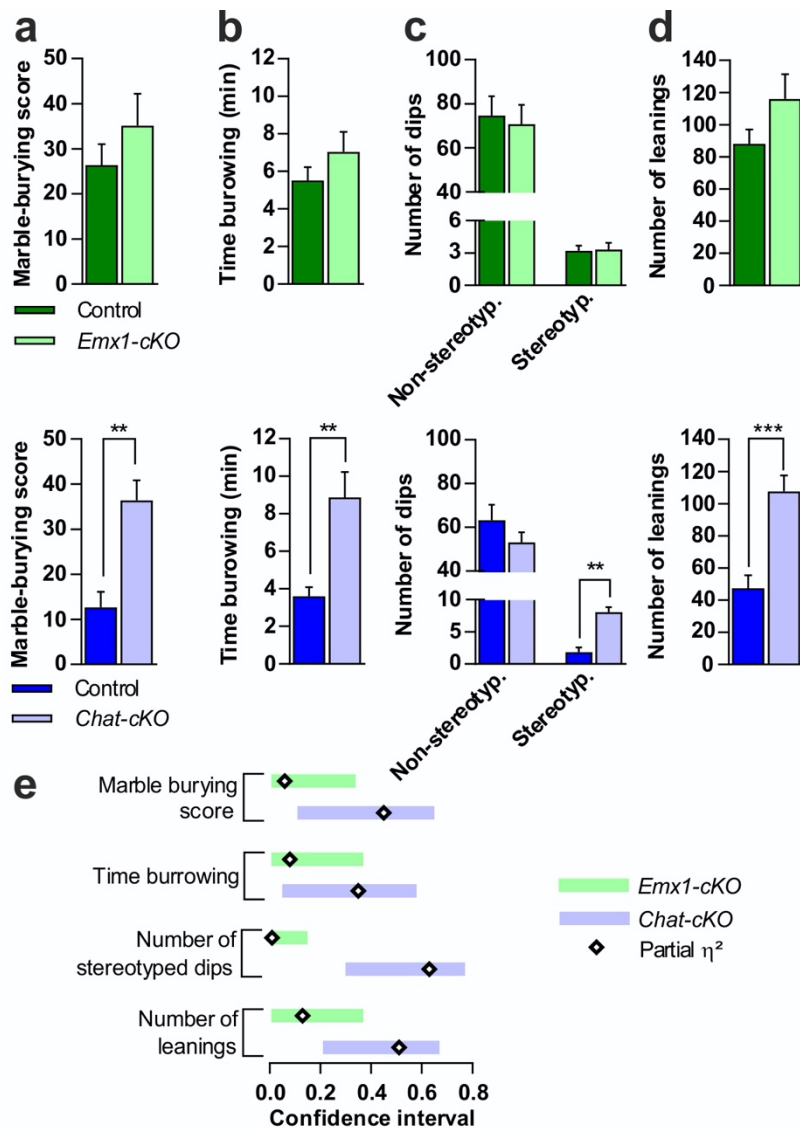 a
b
c
d
Marble-burying score
50
40
30
20
10
0
Time burowing (min)
12
10
8
6
4
2
0
Number of dips
100
80
60
40
6
3
0
Non-stereotyp.
Stereotyp.
Number of leanings
140
120
100
80
60
40
20
0
Control
Emx1-cKO
Marble-burying score
50
40
30
20
10
0
**
Time burowing (min)
12
10
8
6
4
2
0
**
Number of dips
100
80
60
40
10
5
0
**
Non-stereotyp.
Stereotyp.
Number of leanings
140
120
100
80
60
40
20
0
***
Control
Chat-cKO
e
Marble burying
score
Time burrowing
Number of
stereotyped dips
Number of
leanings
0.0 0.2 0.4 0.6 0.8
Confidence interval
Emx1-cKO
Chat-cKO
Partial η²